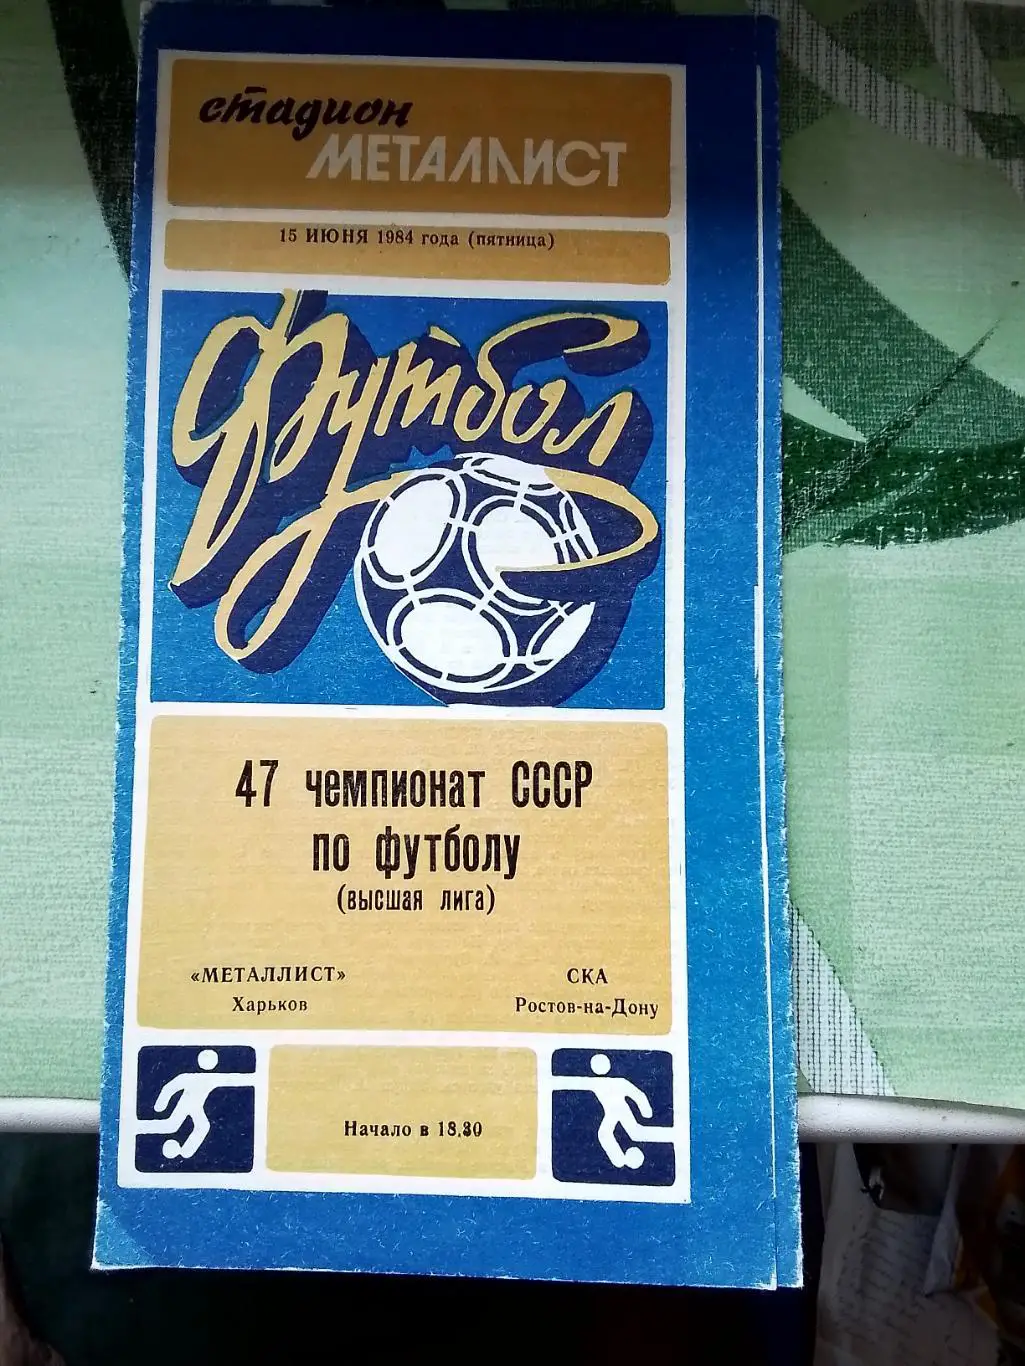 стадион
МЕТАЛЛИСТ
15 ИЮНЯ 1984 года (пятница)
Футбол
47 чемпионат СССР
по футболу
(высшая лига)
«МЕТАЛЛИСТ» СКА
Харьков Ростов-на-Дону
Начало в 18.30